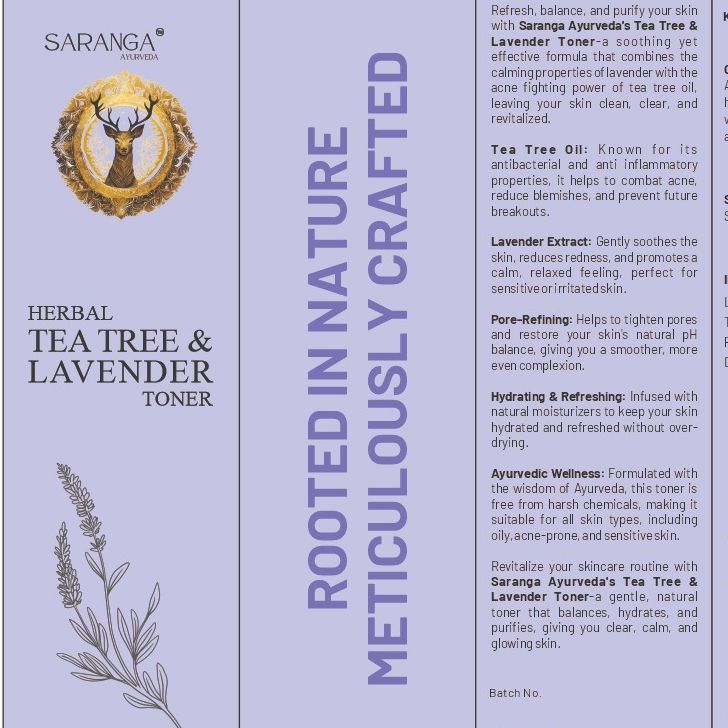 SARANGA
AYURVEDA
HERBAL
TEA TREE &
LAVENDER
TONER
ROOTED IN NATURE
METICULOUSLY CRAFTED
Refresh, balance, and purify your skin
with Saranga Ayurveda's Tea Tree &
Lavender Toner-a soothing yet
effective formula that combines the
calming properties of lavender with the
acne fighting power of tea tree oil,
leaving your skin clean, clear, and
revitalized.
Tea Tree Oil: Known for its
antibacterial and anti inflammatory
properties, it helps to combat acne,
reduce blemishes, and prevent future
breakouts.
Lavender Extract: Gently soothes the
skin, reduces redness, and promotes a
calm, relaxed feeling, perfect for
sensitive or irritated skin.
Pore-Refining: Helps to tighten pores
and restore your skin's natural pH
balance, giving you a smoother, more
even complexion.
Hydrating & Refreshing: Infused with
natural moisturizers to keep your skin
hydrated and refreshed without over-
drying.
Ayurvedic Wellness: Formulated with
the wisdom of Ayurveda, this toner is
free from harsh chemicals, making it
suitable for all skin types, including
oily, acne-prone, and sensitive skin.
Revitalize your skincare routine with
Saranga Ayurveda's Tea Tree &
Lavender Toner-a gentle, natural
toner that balances, hydrates, and
purifies, giving you clear, calm, and
glowing skin.
Batch No.